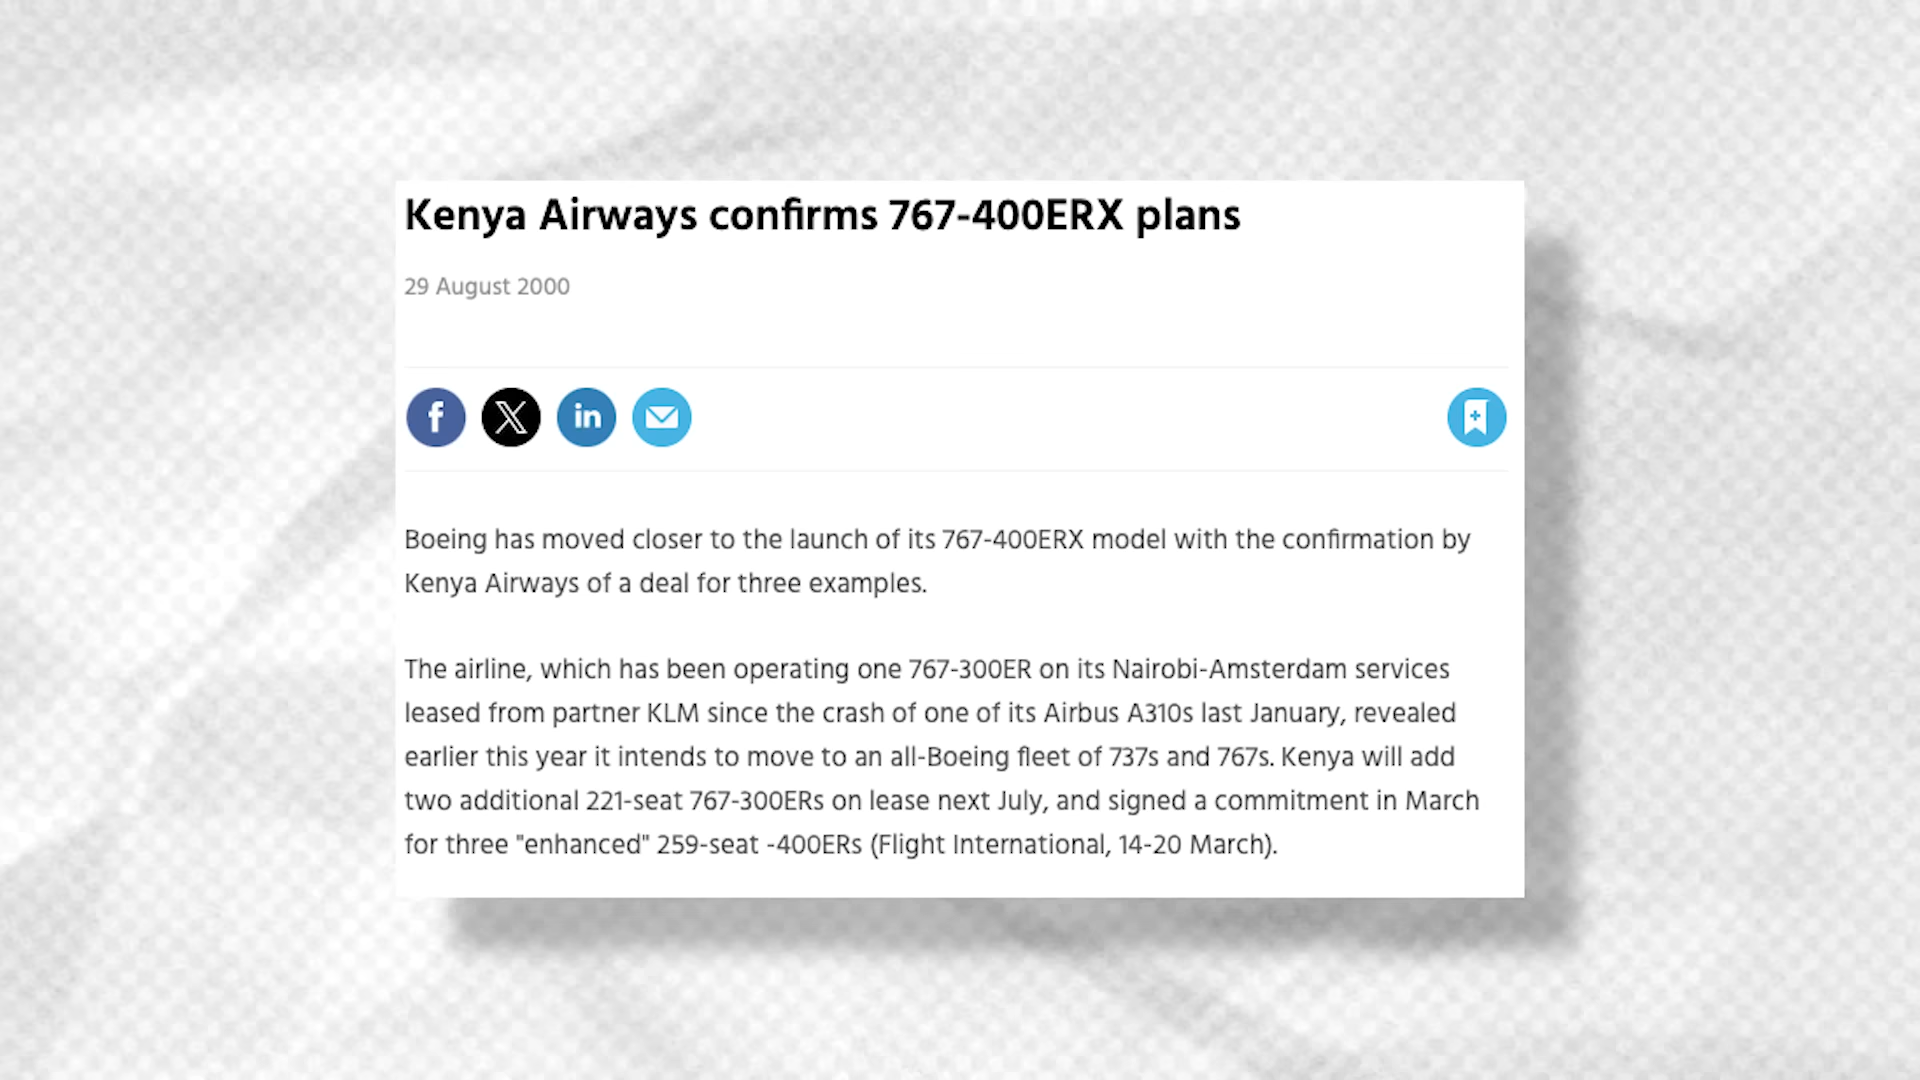 Kenya Airways confirms 767-400ERX plans
29 August 2000
f X in
Boeing has moved closer to the launch of its 767-400ERX model with the confirmation by
Kenya Airways of a deal for three examples.
The airline, which has been operating one 767-300ER on its Nairobi-Amsterdam services
leased from partner KLM since the crash of one of its Airbus A310s last January, revealed
earlier this year it intends to move to an all-Boeing fleet of 737s and 767s. Kenya will add
two additional 221-seat 767-300ERs on lease next July, and signed a commitment in March
for three "enhanced" 259-seat -400ERs (Flight International, 14-20 March).